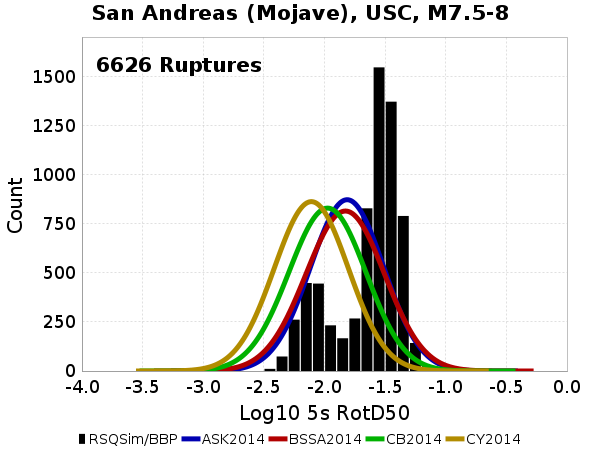 San Andreas (Mojave), USC, M7.5-8
6626 Ruptures
1500
1250
1000
750
500
250
0
Count
-4.0 -3.5 -3.0 -2.5 -2.0 -1.5 -1.0 -0.5 0.0
Log10 5s RotD50
RSQSim/BBP ASK2014 BSSA2014 CB2014 CY2014